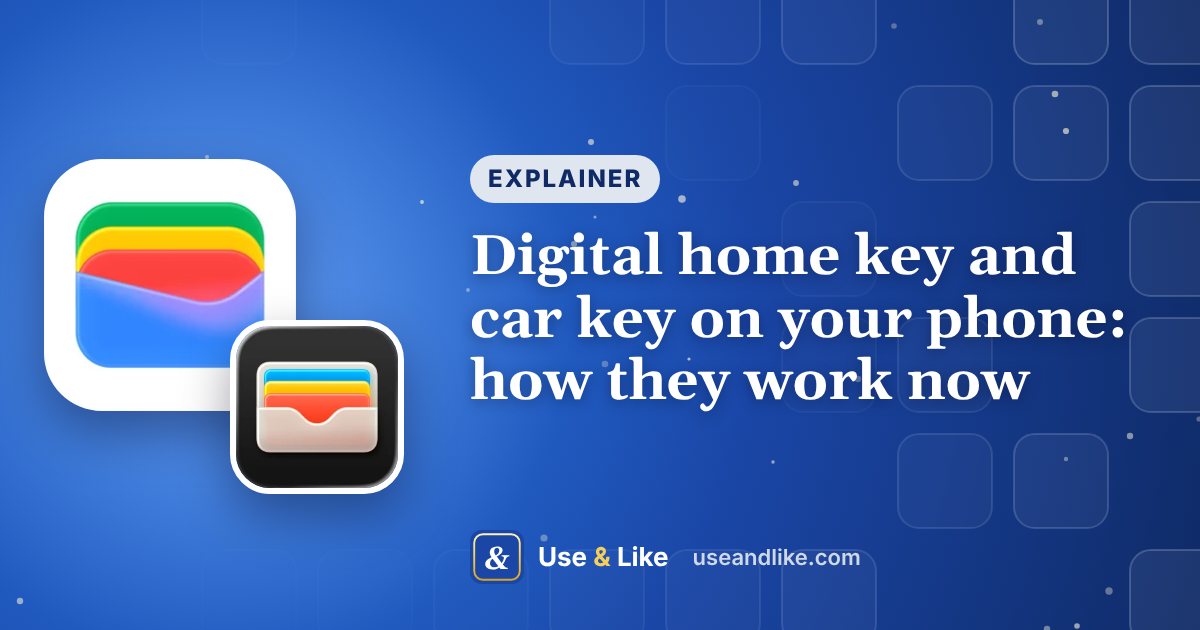 EXPLAINER
Digital home key and
car key on your phone:
how they work now
& Use & Like useandlike.com